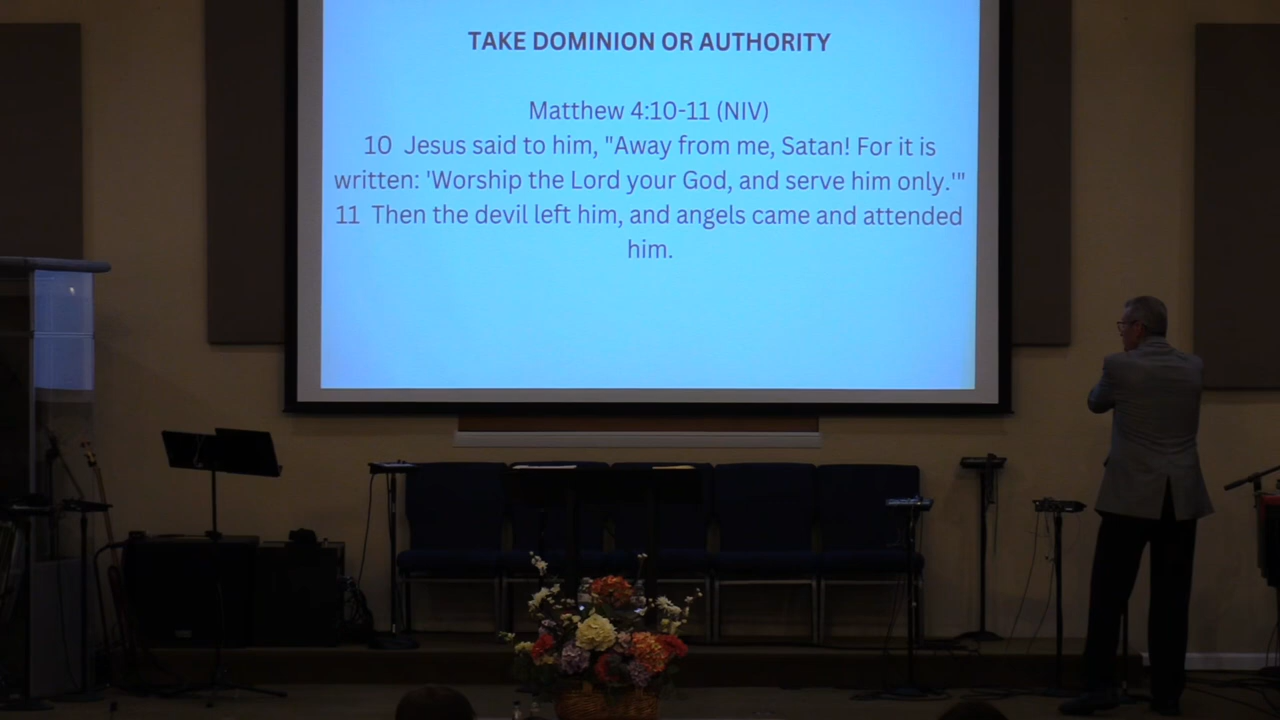 TAKE DOMINION OR AUTHORITY
Matthew 4:10-11 (NIV)
10 Jesus said to him, "Away from me, Satan! For it is
written: 'Worship the Lord your God, and serve him only.'"
11 Then the devil left him, and angels came and attended
him.